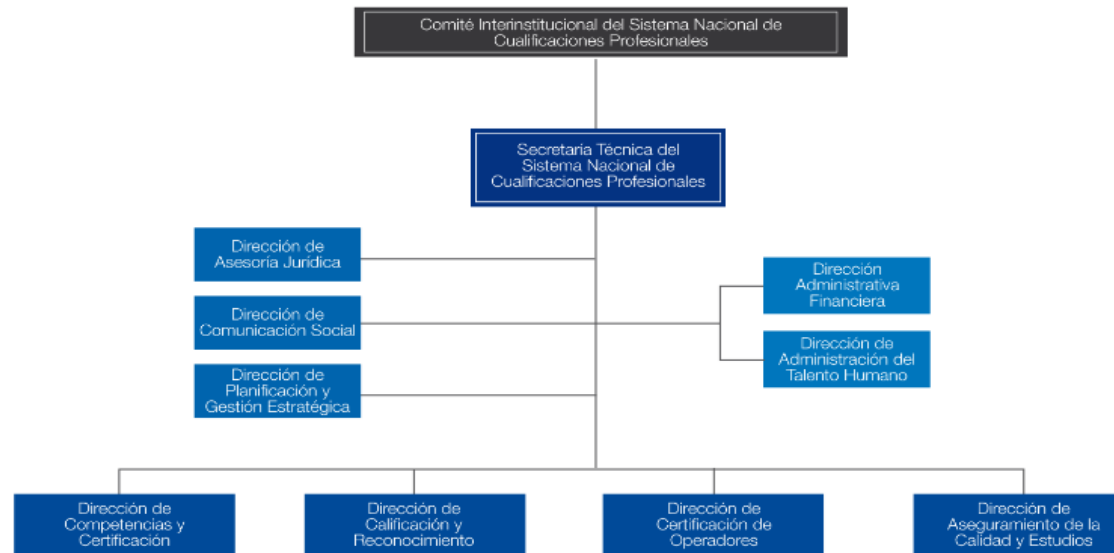 Comité Interinstitucional del Sistema Nacional de
Cualificaciones Profesionales
Secretaría Técnica del
Sistema Nacional de
Cualificaciones Profesionales
Dirección de
Asesoría Jurídica
Dirección de
Comunicación Social
Dirección de
Planificación y
Gestión Estratégica
Dirección
Administrativa
Financiera
Dirección de
Administración del
Talento Humano
Dirección de
Competencias y
Certificación
Dirección de
Calificación y
Reconocimiento
Dirección de
Certificación de
Operadores
Dirección de
Aseguramiento de la
Calidad y Estudios